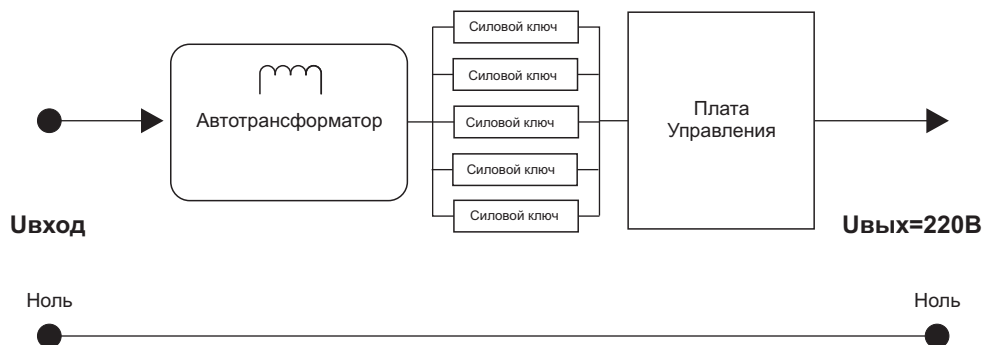 Силовой ключ
Силовой ключ
Автотрансформатор
Силовой ключ
Плата
Управления
Силовой ключ
Силовой ключ
Uвход
Uвых=220В
Ноль
Ноль